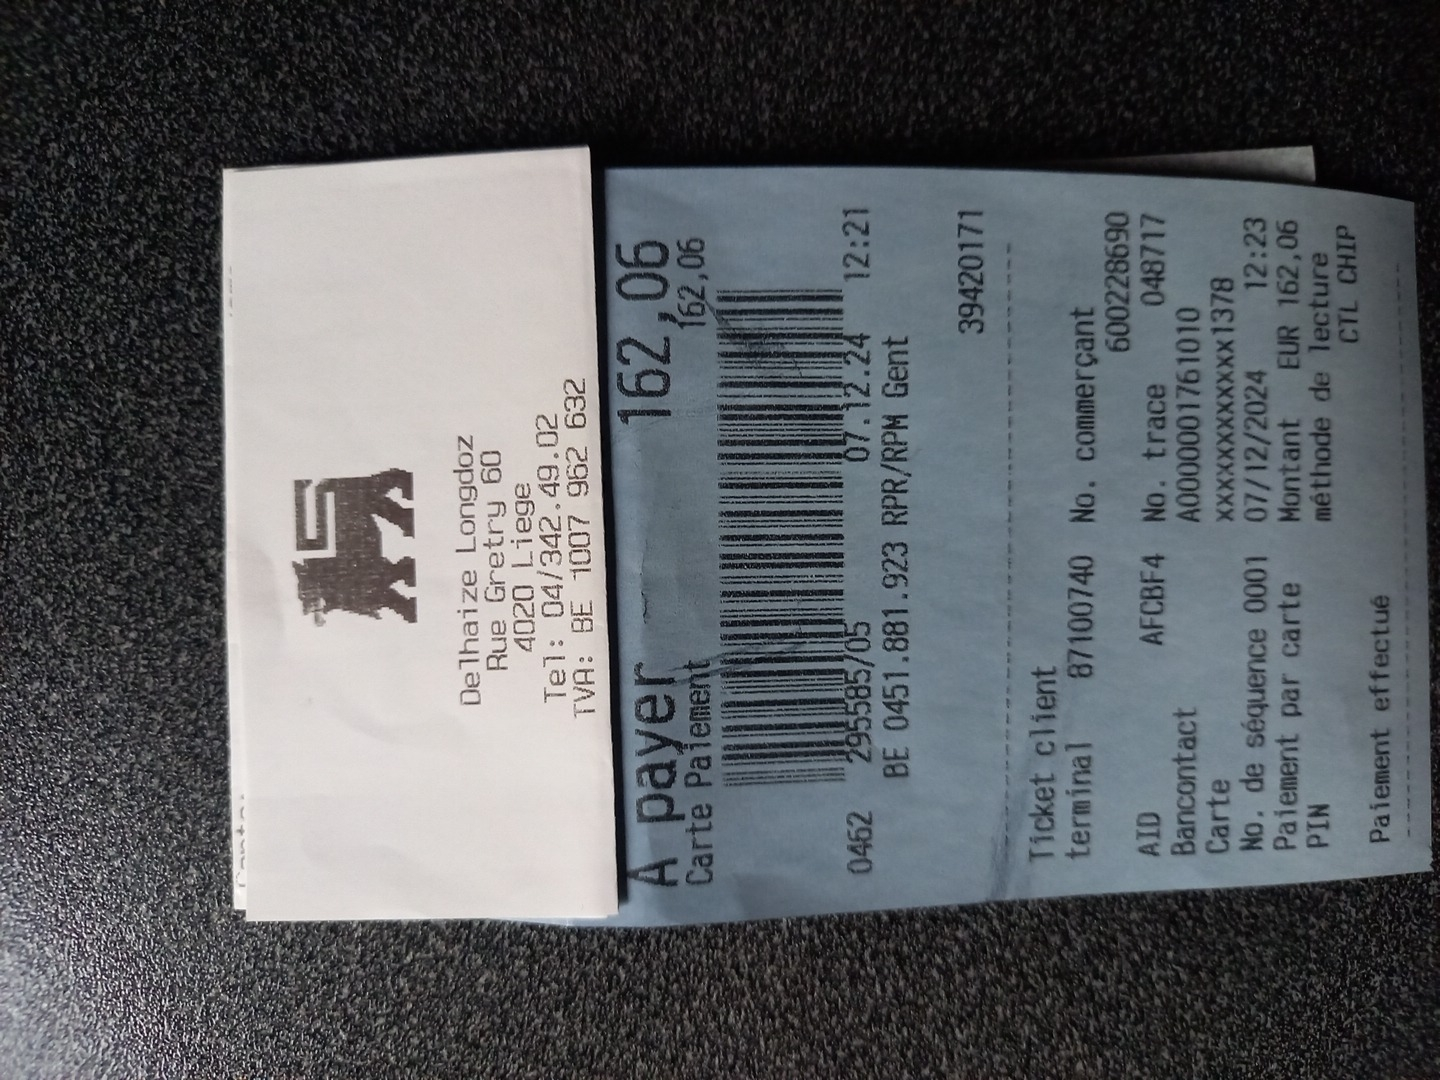 Delhaize Longdoz
Rue Gretry 60
4020 Liege
Tel: 04/342.49.02
TVA: BE 1007 962 632
A payer 162,06
Carte Paiement 162,06
0462 295585/05 07.12.24 12:21
BE 0451.881.923 RPR/RPM Gent
39420171
Ticket client
terminal 87100740 No. commerçant
600228690
AID AFCBF4 No. trace 048717
Bancontact A0000001761010
Carte xxxxxxxxxxxxx1378
No. de séquence 0001 07/12/2024 12:23
Paiement par carte Montant EUR 162,06
PIN méthode de lecture
CTL CHIP
Paiement effectué